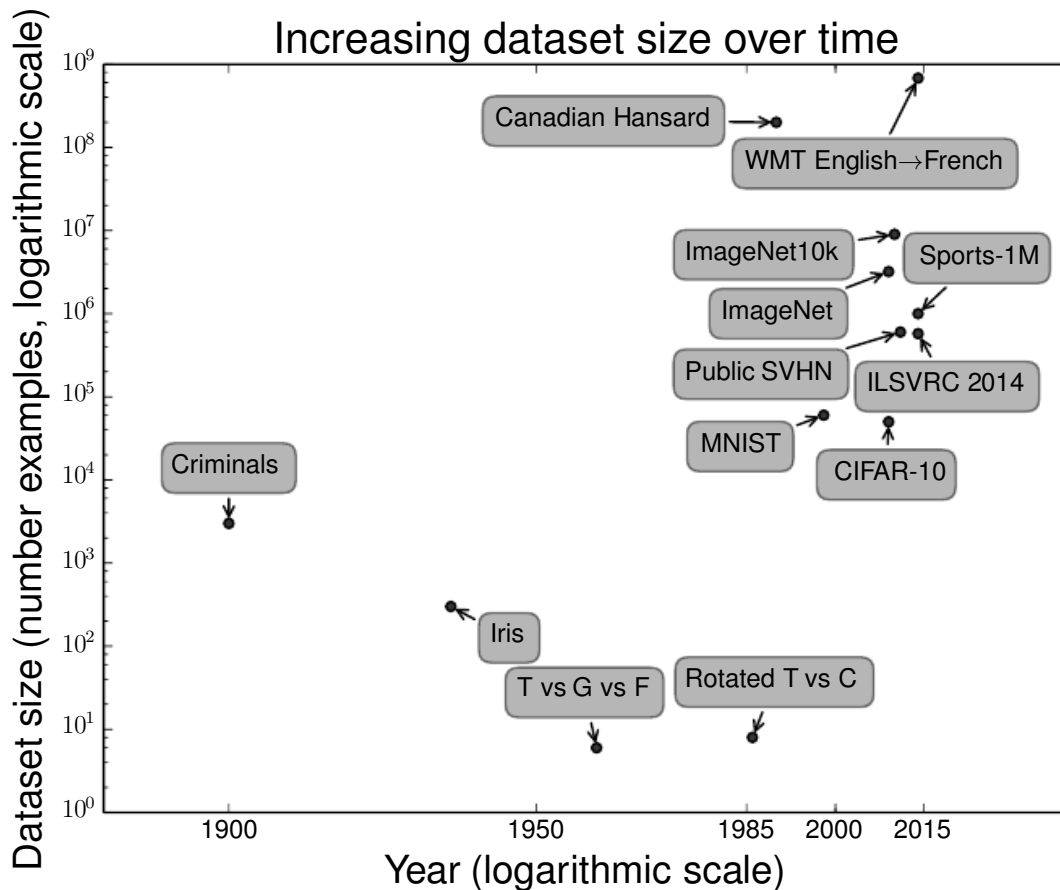 Increasing dataset size over time
Dataset size (number examples, logarithmic scale)
10^9
10^8
10^7
10^6
10^5
10^4
10^3
10^2
10^1
10^0
Canadian Hansard
WMT English→French
ImageNet10k
Sports-1M
ImageNet
Public SVHN
ILSVRC 2014
MNIST
CIFAR-10
Criminals
Iris
T vs G vs F
Rotated T vs C
1900
1950
1985
2000
2015
Year (logarithmic scale)